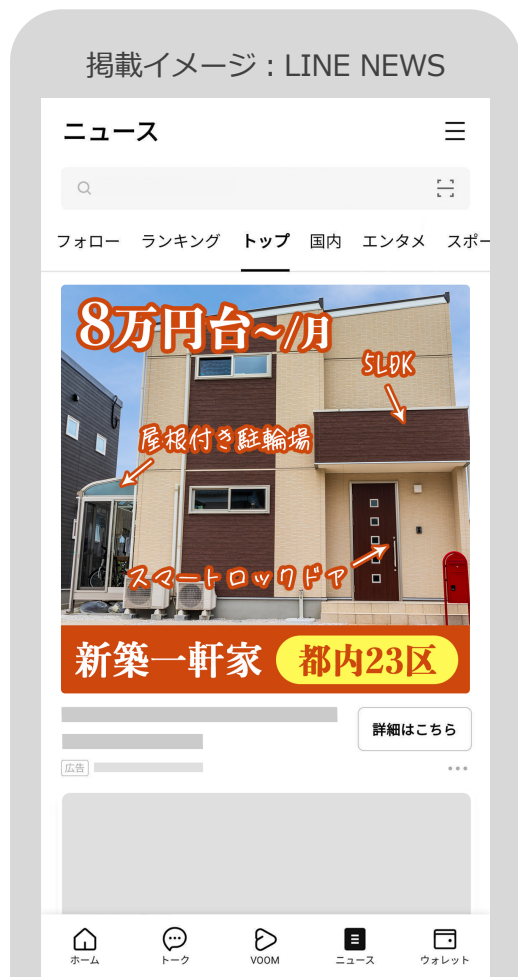 掲載イメージ：LINE NEWS
ニュース
フォロー ランキング トップ 国内 エンタメ スポー
8万円台~/月
5LDK
屋根付き駐輪場
スマートロックドア
新築一軒家 都内23区
詳細はこちら
広告
ホーム トーク VOOM ニュース ウォレット